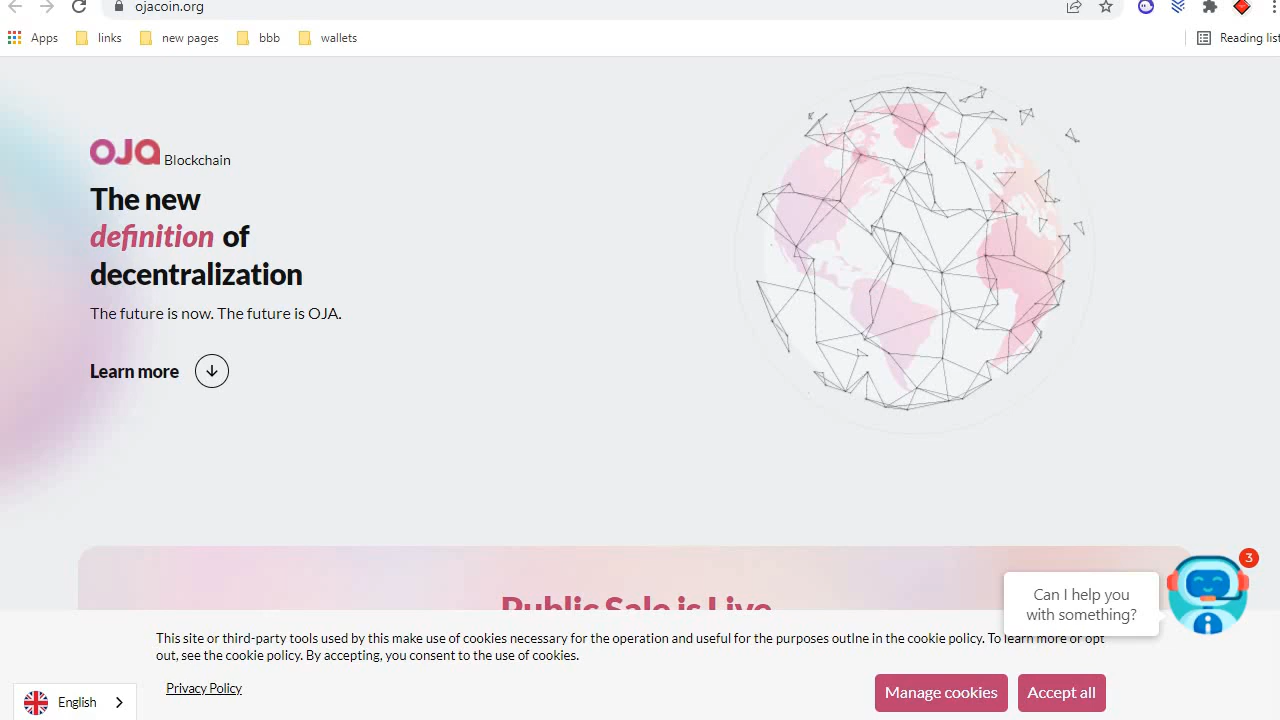 ojacoin.org
Apps links new pages bbb wallets Reading list
OJA Blockchain
The new
definition of
decentralization
The future is now. The future is OJA.
Learn more
Public Sale is Live
3
Can I help you
with something?
This site or third-party tools used by this make use of cookies necessary for the operation and useful for the purposes outlne in the cookie policy. To learn more or opt
out, see the cookie policy. By accepting, you consent to the use of cookies.
Privacy Policy
Manage cookies Accept all
English